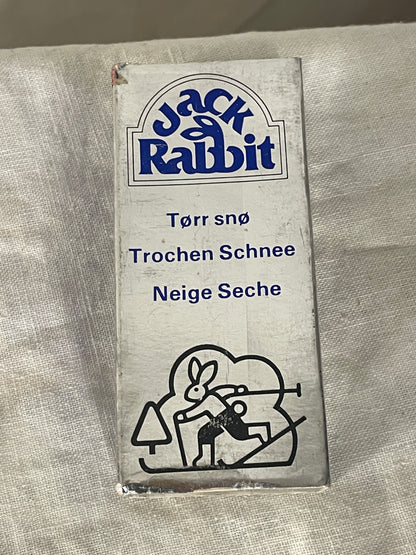 Jack
Rabbit
Tørr snø
Trochen Schnee
Neige Seche